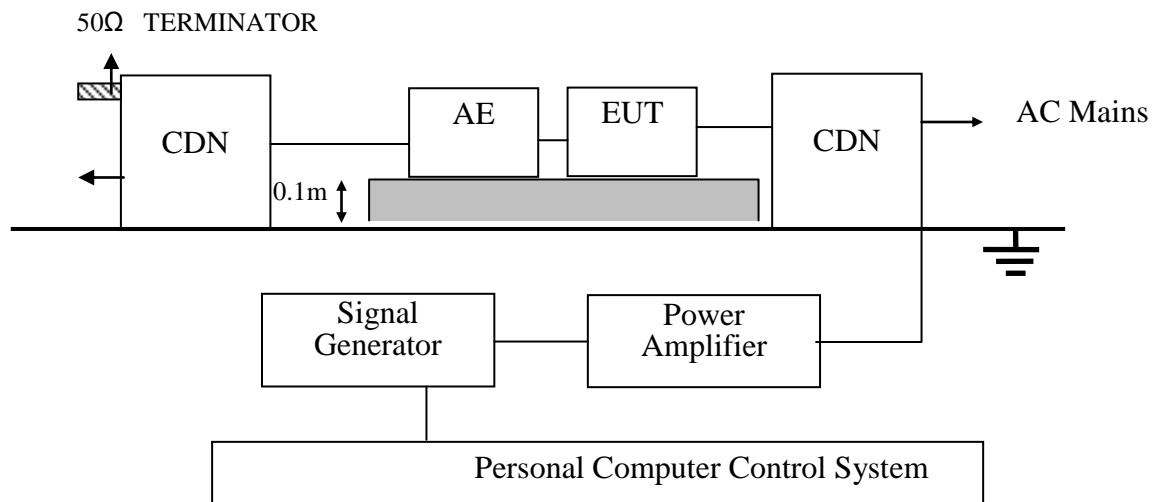 50Ω TERMINATOR
CDN
AE
EUT
CDN
AC Mains
0.1m
Signal
Generator
Power
Amplifier
Personal Computer Control System